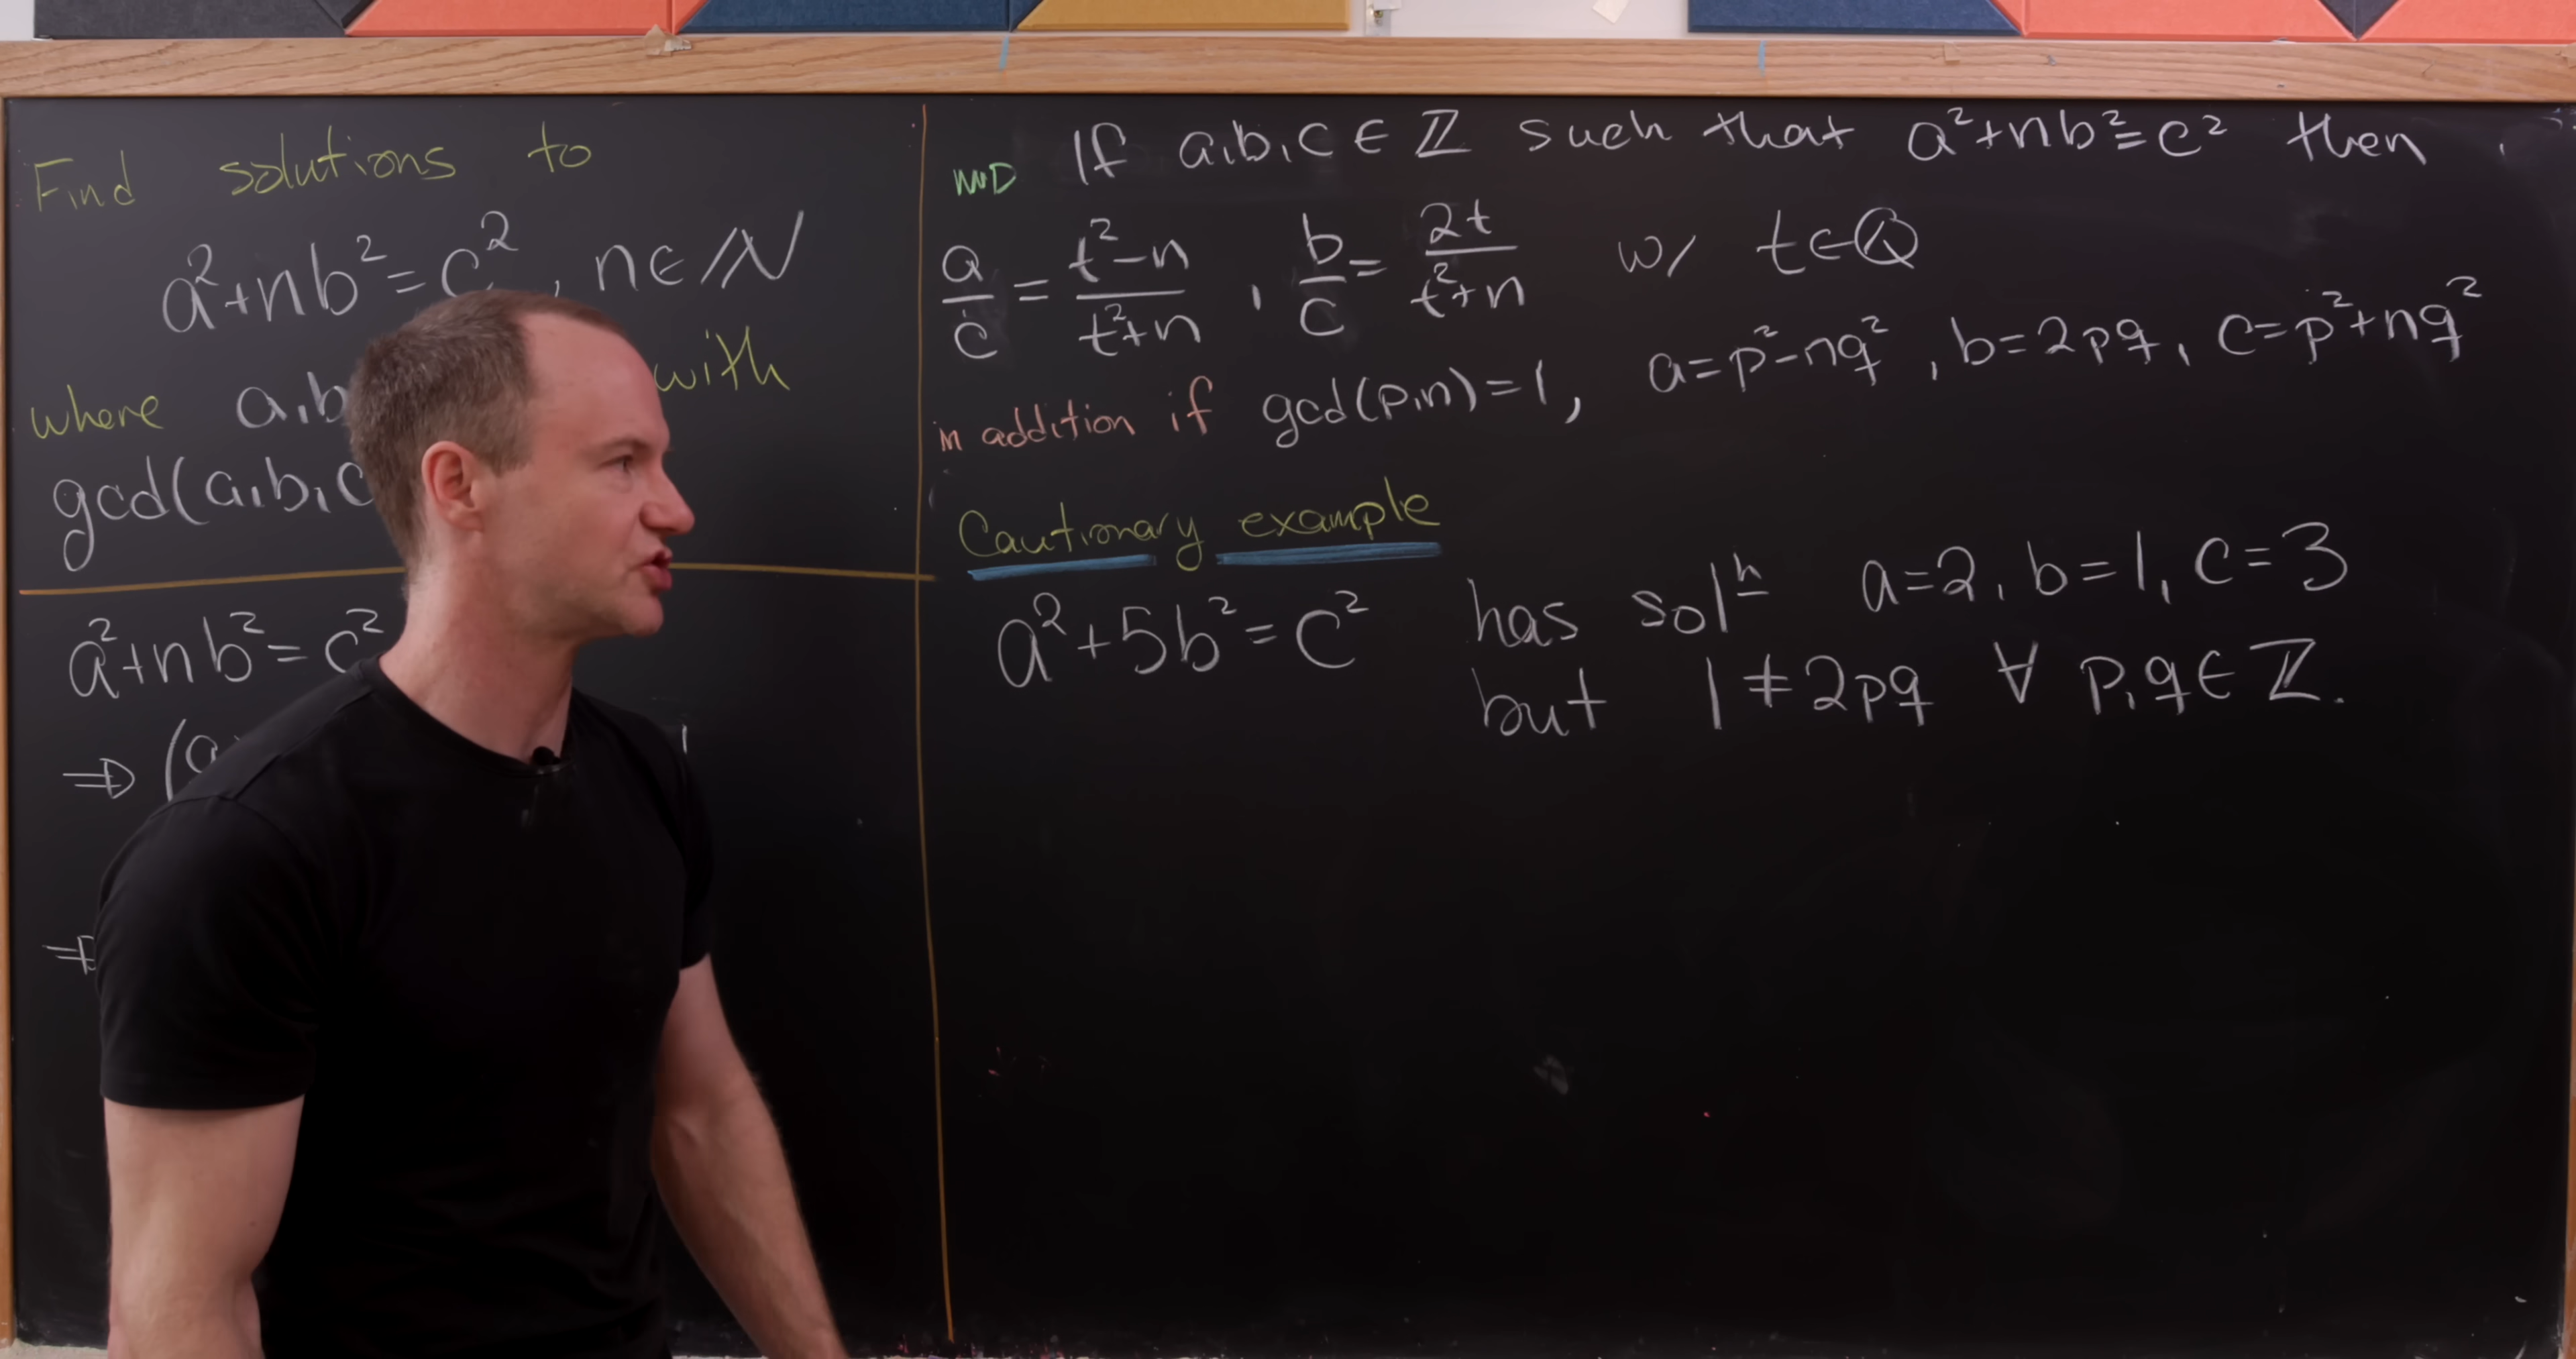 Find solutions to
a²+nb²=c², n∈ℕ
where a,b with
gcd(a,b,c
a²+nb²=c²
⇒ (a
⇒
If a,b,c∈ℤ such that a²+nb²=c² then
a/c = (t²-n)/(t²+n), b/c = 2t/(t²+n) w/ t∈ℚ
in addition if gcd(p,n)=1, a=p²-nq², b=2pq, c=p²+nq²
Cautionary example
a²+5b²=c² has solⁿ a=2, b=1, c=3
but 1≠2pq ∀ p,q∈ℤ.